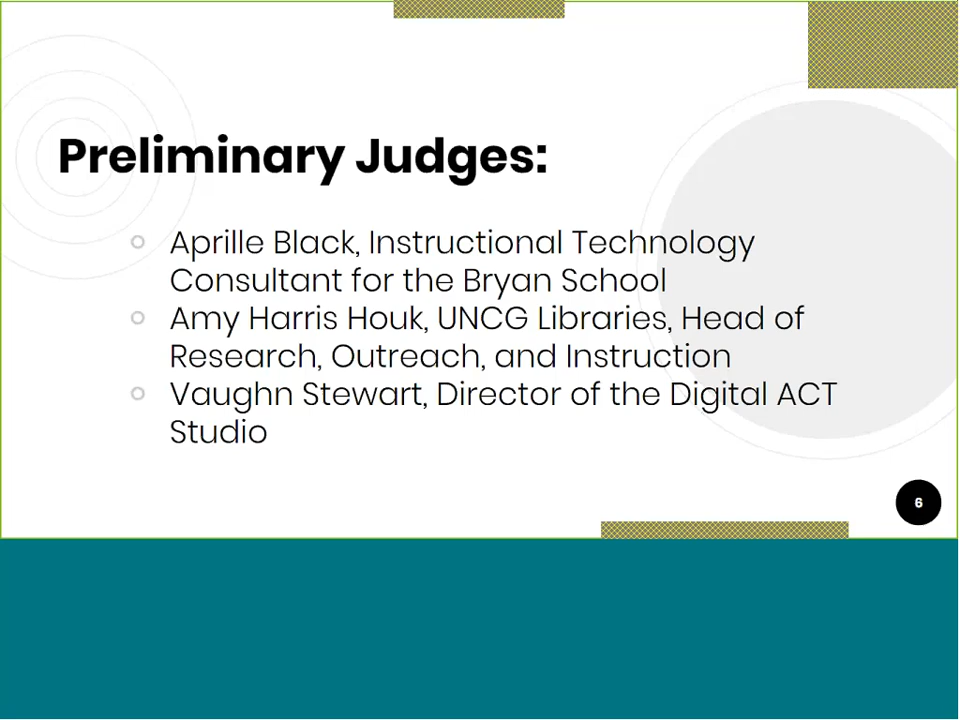 Preliminary Judges:
Aprille Black, Instructional Technology
Consultant for the Bryan School
Amy Harris Houk, UNCG Libraries, Head of
Research, Outreach, and Instruction
Vaughn Stewart, Director of the Digital ACT
Studio
6